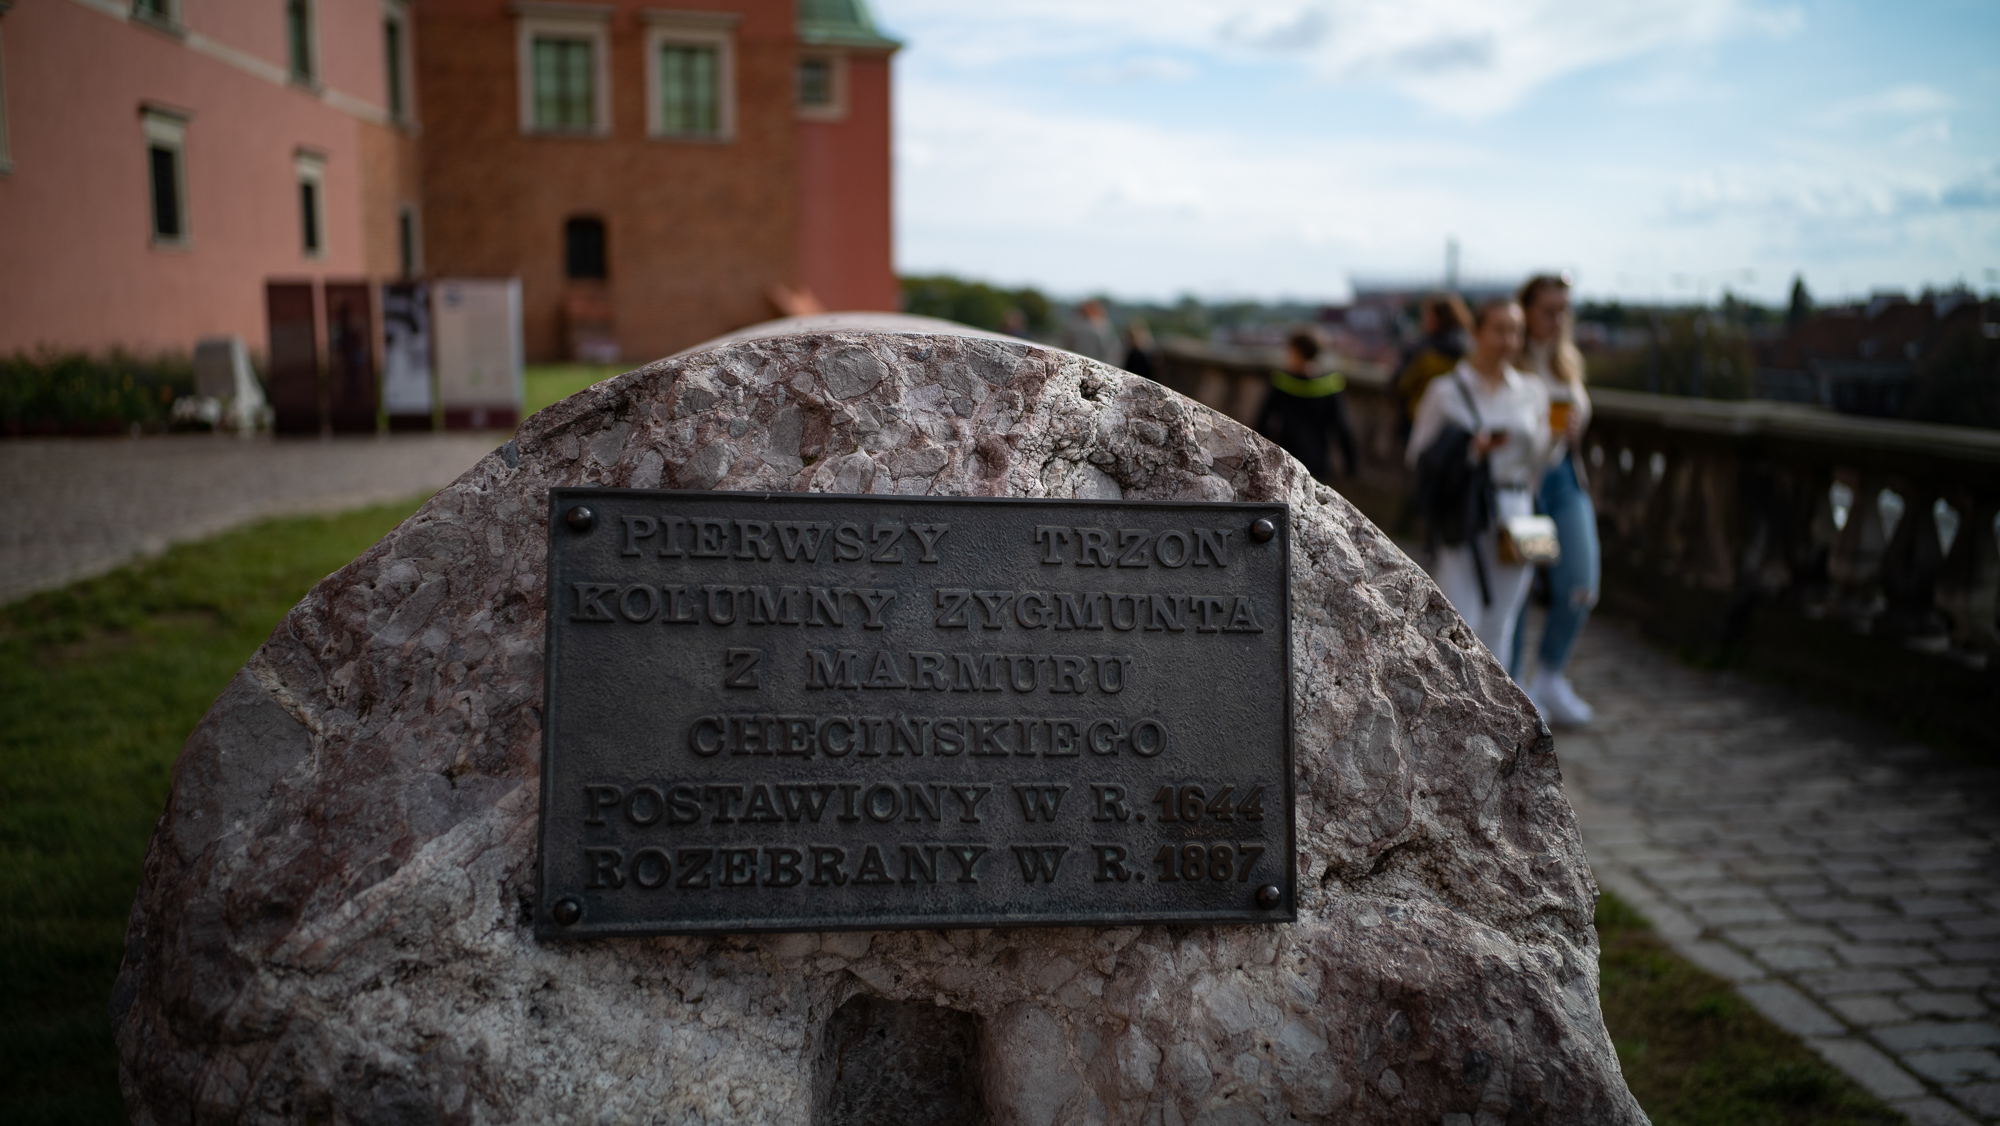 PIERWSZY TRZON
KOLUMNY ZYGMUNTA
Z MARMURU
CHĘCIŃSKIEGO
POSTAWIONY W R. 1644
ROZEBRANY W R. 1887